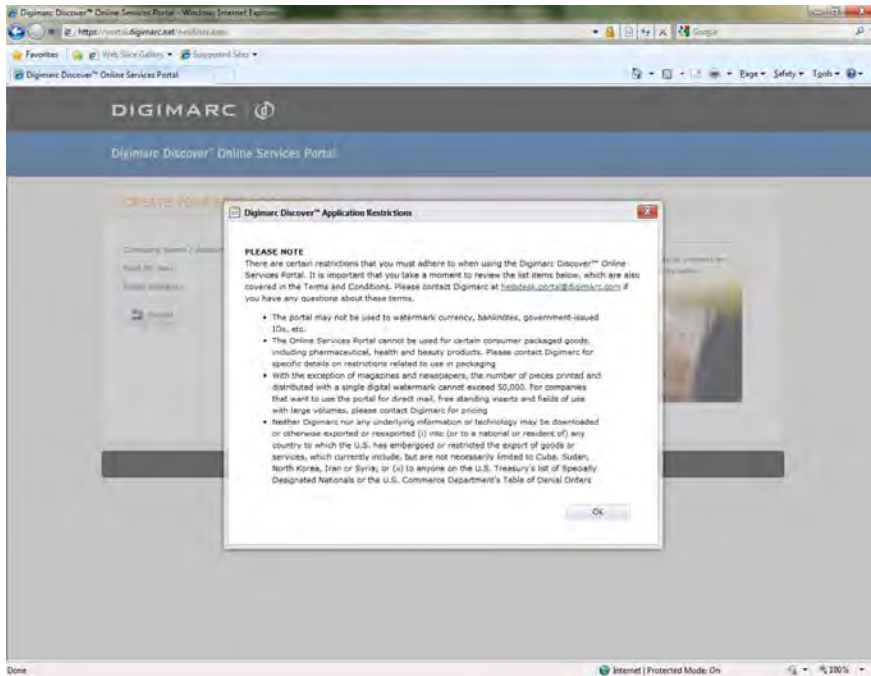 Digimarc Discover™ Online Services Portal - Windows Internet Explorer
https://portal.digimarc.net
Google
Favorites Web Slice Gallery Suggested Sites
Digimarc Discover™ Online Services Portal
Page Safety Tools
DIGIMARC
Digimarc Discover™ Online Services Portal
CREATE YOUR
Digimarc Discover™ Application Restrictions
Company Name / Account
PLEASE NOTE
There are certain restrictions that you must adhere to when using the Digimarc Discover™ Online
Services Portal. It is important that you take a moment to review the list items below, which are also
covered in the Terms and Conditions. Please contact Digimarc at helpdesk.portal@digimarc.com if
you have any questions about these terms.
• The portal may not be used to watermark currency, banknotes, government-issued
IDs, etc.
• The Online Services Portal cannot be used for certain consumer packaged goods,
including pharmaceutical, health and beauty products. Please contact Digimarc for
specific details on restrictions related to use in packaging
• With the exception of magazines and newspapers, the number of pieces printed and
distributed with a single digital watermark cannot exceed 50,000. For companies
that want to use the portal for direct mail, free standing inserts and fields of use
with large volumes, please contact Digimarc for pricing
• Neither Digimarc nor any underlying information or technology may be downloaded
or otherwise exported or reexported (i) into (or to a national or resident of) any
country to which the U.S. has embargoed or restricted the export of goods or
services, which currently include, but are not necessarily limited to Cuba, Sudan,
North Korea, Iran or Syria; or (ii) to anyone on the U.S. Treasury's list of Specially
Designated Nationals or the U.S. Commerce Department's Table of Denial Orders
OK
Done
Internet | Protected Mode: On
100%